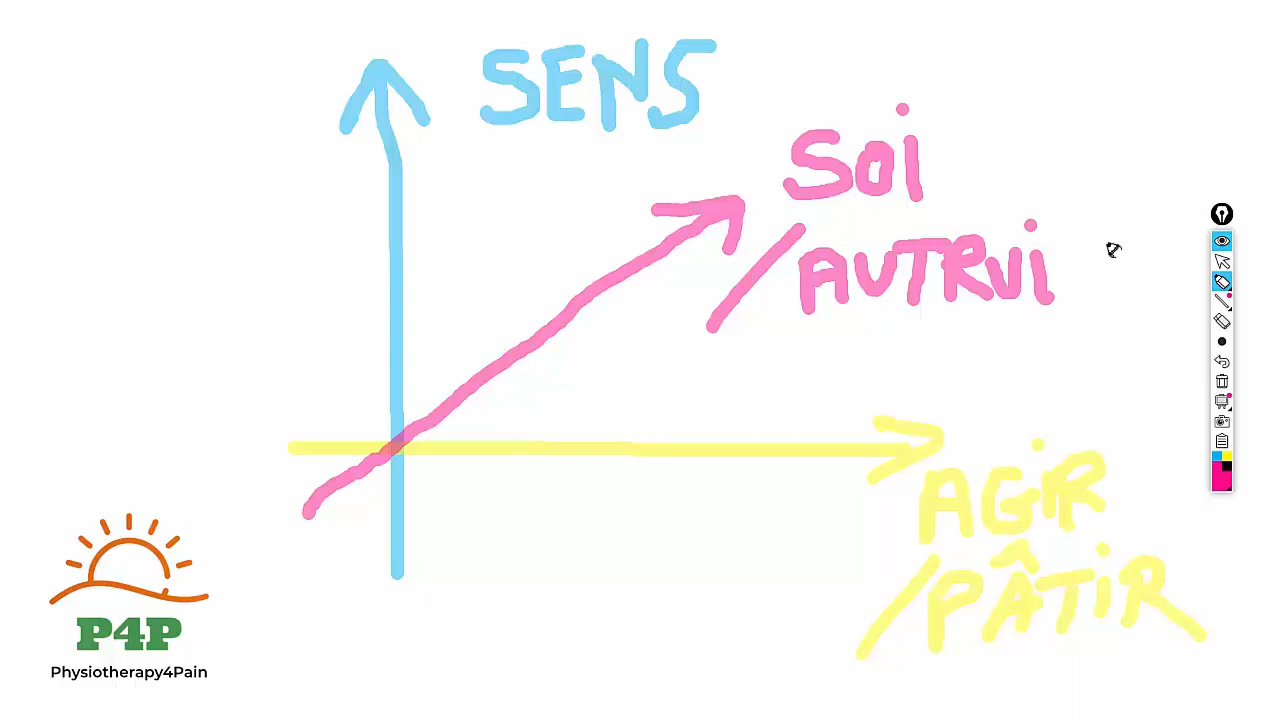 SENS
SOi
/AUTRUi
AGiR
/PÂTiR
P4P
Physiotherapy4Pain